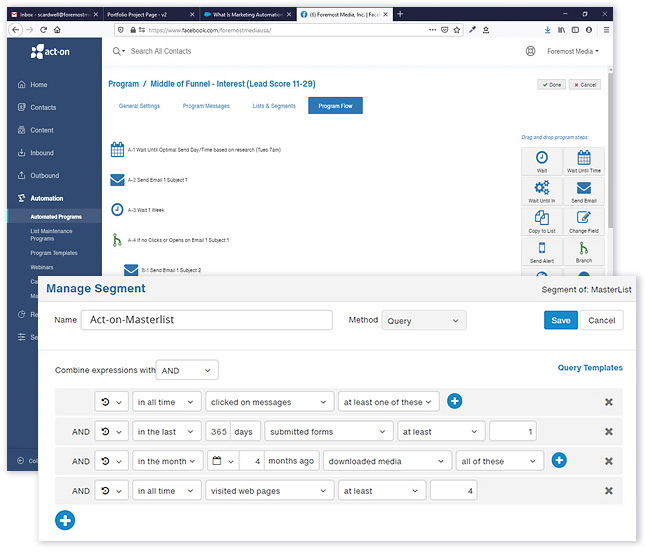 Inbox - scardwell@foremostm
Portfolio Project Page - v2
What Is Marketing Automation
(6) Foremost Media, Inc. | Fac
https://www.facebook.com/foremostmediausa/
act-on
Search All Contacts
Foremost Media
Home
Contacts
Content
Inbound
Outbound
Automation
Automated Programs
List Maintenance
Programs
Program Templates
Webinars
Ca
Ma
Re
Se
Coll
Program / Middle of Funnel - Interest (Lead Score 11-29)
Done
Cancel
General Settings
Program Messages
Lists & Segments
Program Flow
A-1 Wait Until Optimal Send Day/Time based on research (Tues 7am)
A-2 Send Email 1 Subject 1
A-3 Wait 1 Week
A-4 If no Clicks or Opens on Email 1 Subject 1
B-1 Send Email 1 Subject 2
Drag and drop program steps:
Wait
Wait Until Time
Wait Until In
Send Email
Copy to List
Change Field
Send Alert
Branch
Manage Segment
Segment of: MasterList
Name Act-on-Masterlist Method Query Save Cancel
Combine expressions with AND
Query Templates
in all time clicked on messages at least one of these
AND in the last 365 days submitted forms at least 1
AND in the month 4 months ago downloaded media all of these
AND in all time visited web pages at least 4